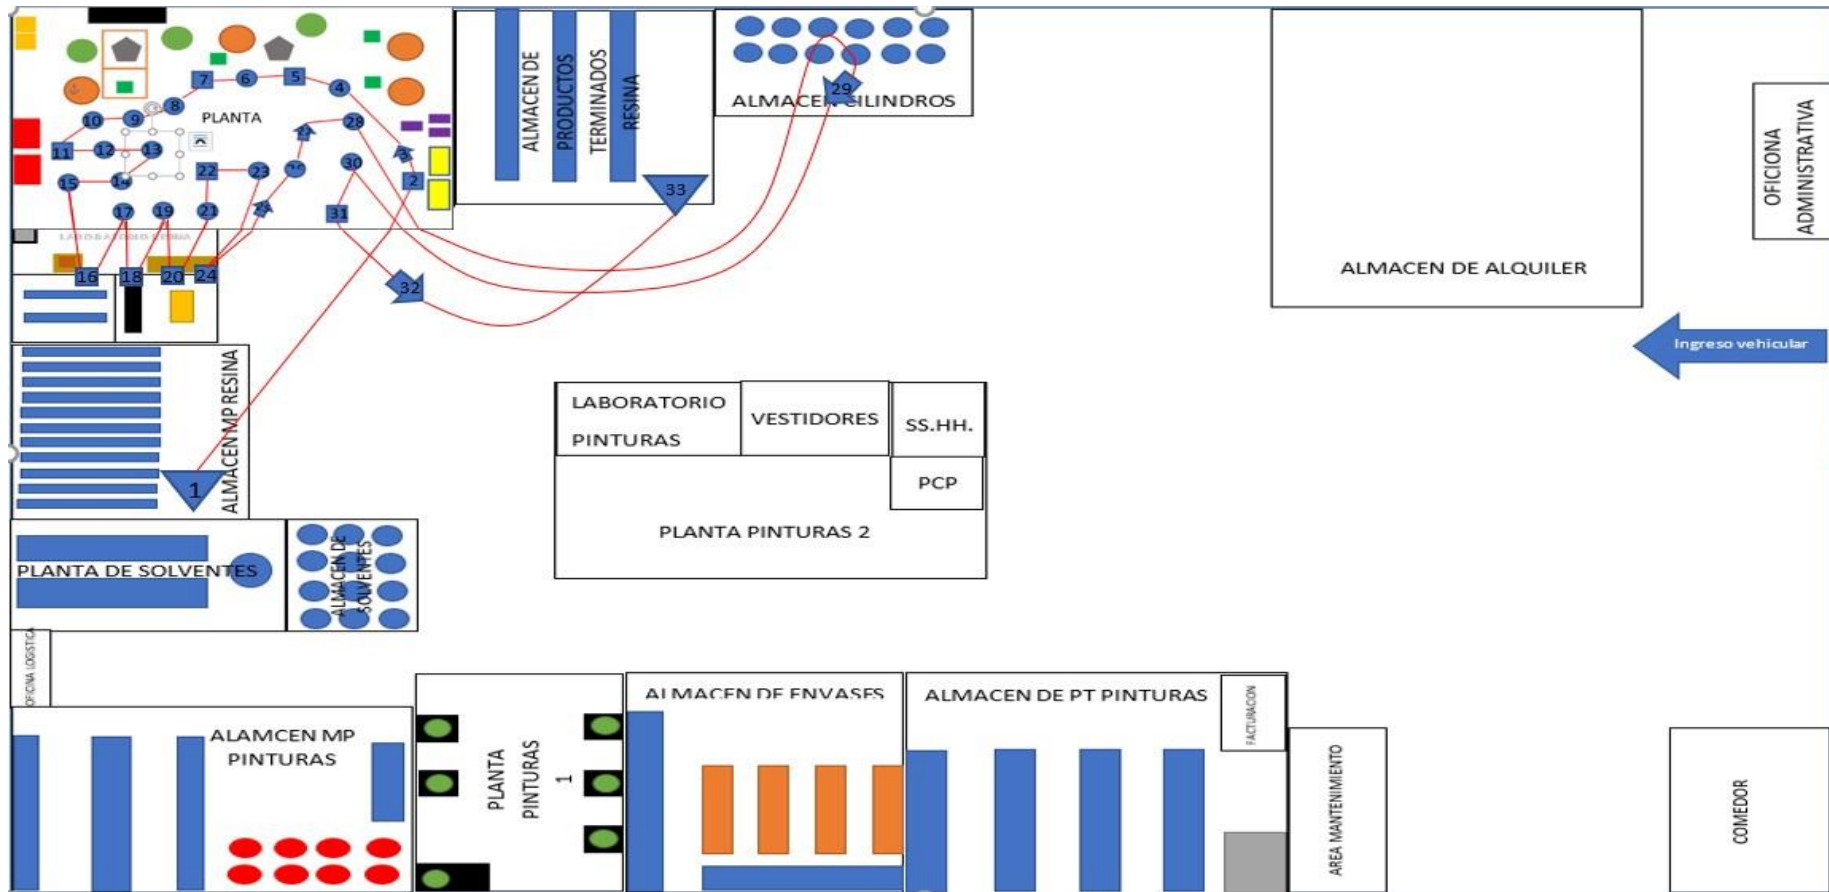 7
6
5
4
8
9
10
PLANTA
28
11
12
13
30
3
2
22
23
15
14
17
19
21
31
16
18
20
24
32
33
29
ALMACEN DE
PRODUCTOS
TERMINADOS
RESINA
ALMACEN CILINDROS
ALMACEN DE ALQUILER
OFICIONA
ADMINISTRATIVA
Ingreso vehicular
ALMACEN MP RESINA
1
LABORATORIO
PINTURAS
VESTIDORES
SS.HH.
PCP
PLANTA PINTURAS 2
PLANTA DE SOLVENTES
ALMACEN DE
SOLVENTES
OFICINA LOGISTICA
ALAMCEN MP
PINTURAS
PLANTA
PINTURAS
1
ALMACEN DE ENVASES
ALMACEN DE PT PINTURAS
FACTURACION
AREA MANTENIMIENTO
COMEDOR